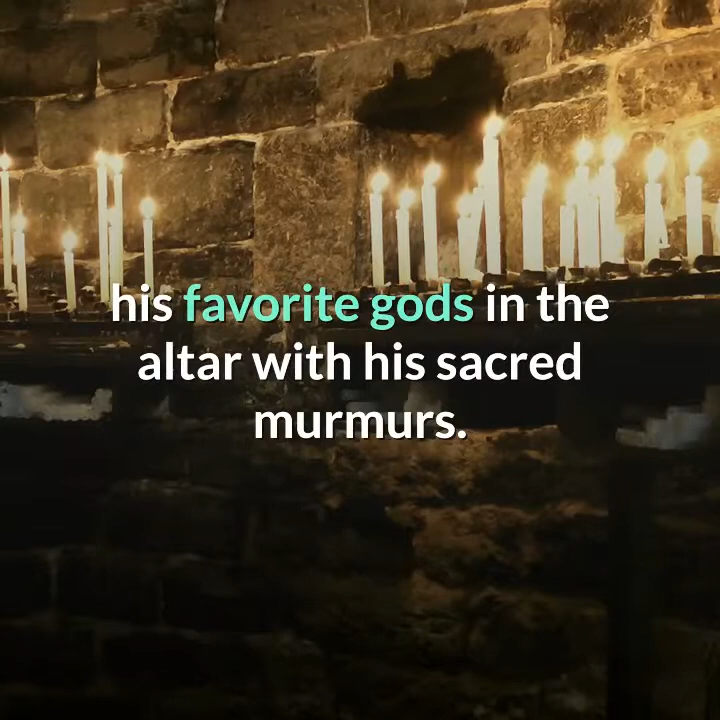 his favorite gods in the
altar with his sacred
murmurs.